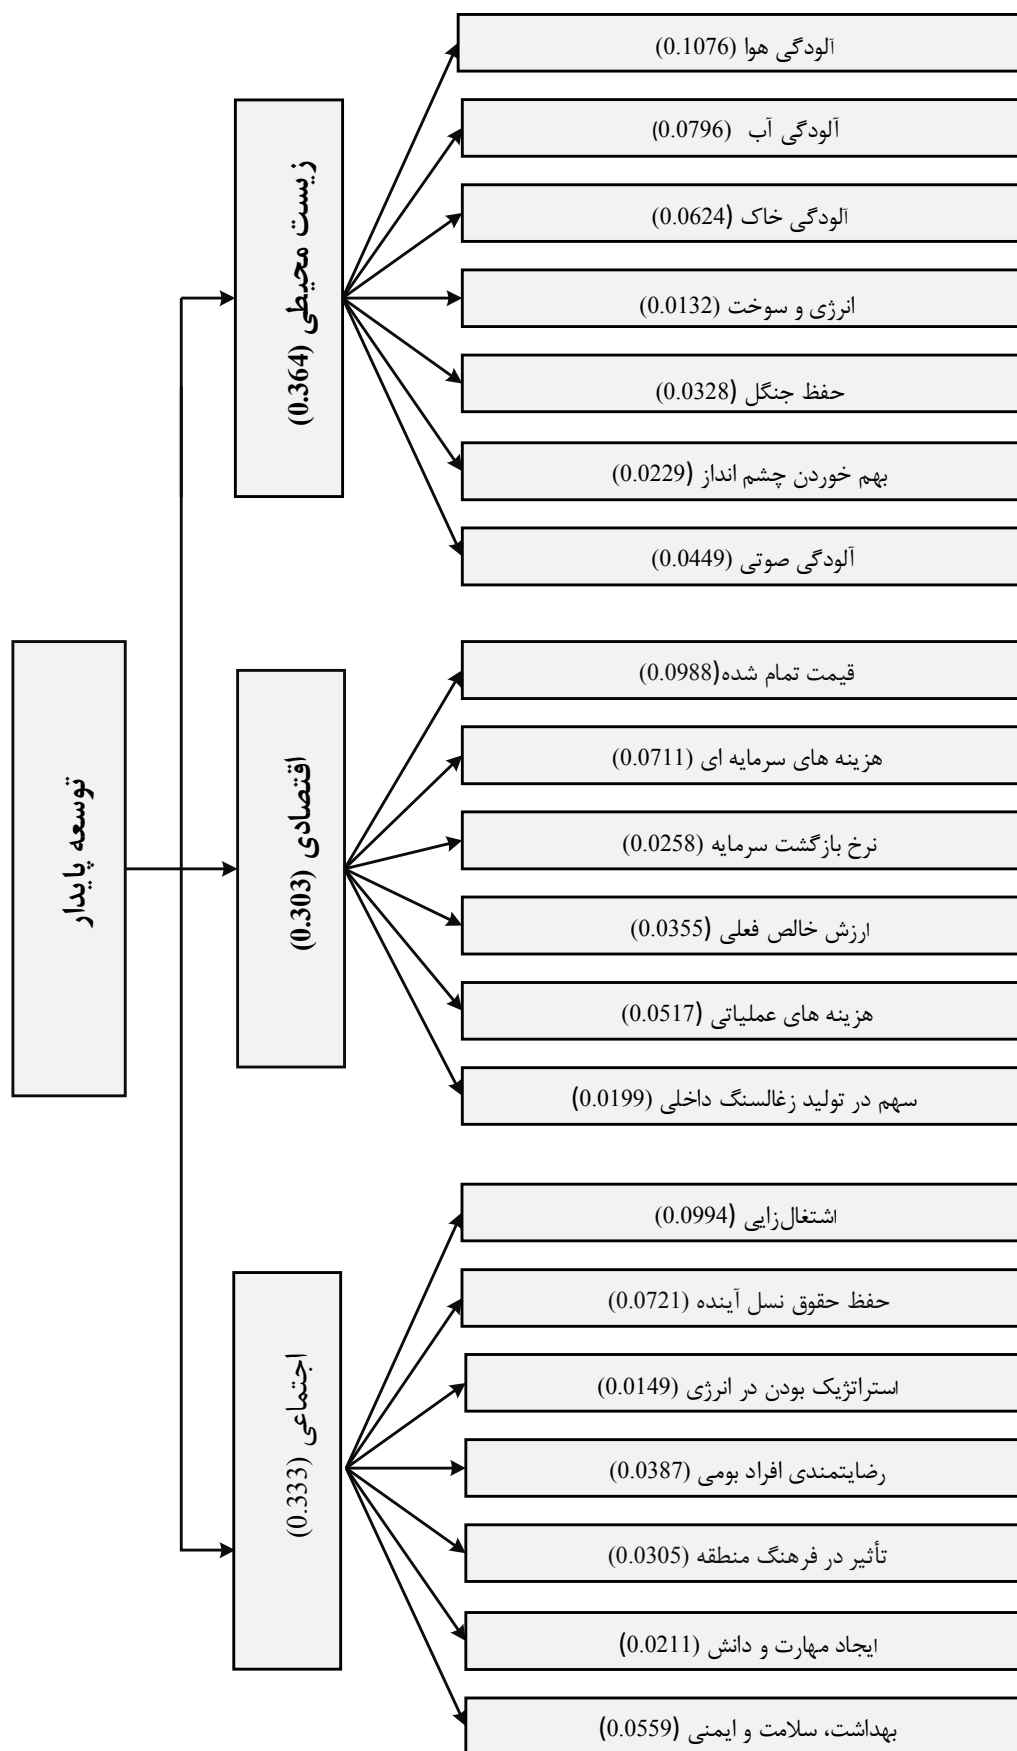 توسعه پایدار
زیست محیطی (0.364)
آلودگی هوا (0.1076)
آلودگی آب (0.0796)
آلودگی خاک (0.0624)
انرژی و سوخت (0.0132)
حفظ جنگل (0.0328)
بهم خوردن چشم انداز (0.0229)
آلودگی صوتی (0.0449)
اقتصادی (0.303)
قیمت تمام شده(0.0988)
هزینه های سرمایه ای (0.0711)
نرخ بازگشت سرمایه (0.0258)
ارزش خالص فعلی (0.0355)
هزینه های عملیاتی (0.0517)
سهم در تولید زغالسنگ داخلی (0.0199)
اجتماعی (0.333)
اشتغال‌زایی (0.0994)
حفظ حقوق نسل آینده (0.0721)
استراتژیک بودن در انرژی (0.0149)
رضایتمندی افراد بومی (0.0387)
تأثیر در فرهنگ منطقه (0.0305)
ایجاد مهارت و دانش (0.0211)
بهداشت، سلامت و ایمنی (0.0559)